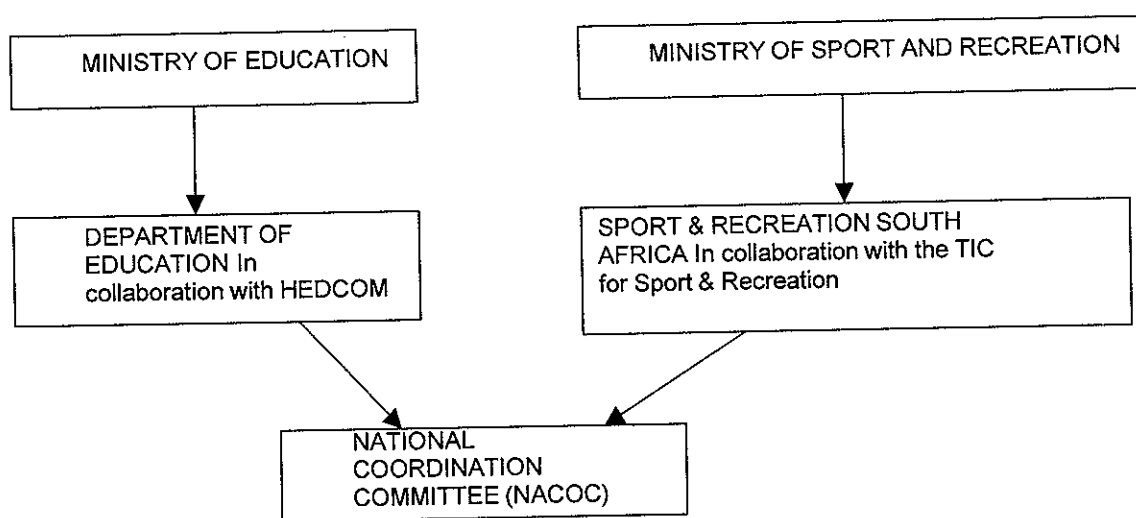 MINISTRY OF EDUCATION
MINISTRY OF SPORT AND RECREATION
DEPARTMENT OF
EDUCATION In
collaboration with HEDCOM
SPORT & RECREATION SOUTH
AFRICA In collaboration with the TIC
for Sport & Recreation
NATIONAL
COORDINATION
COMMITTEE (NACOC)